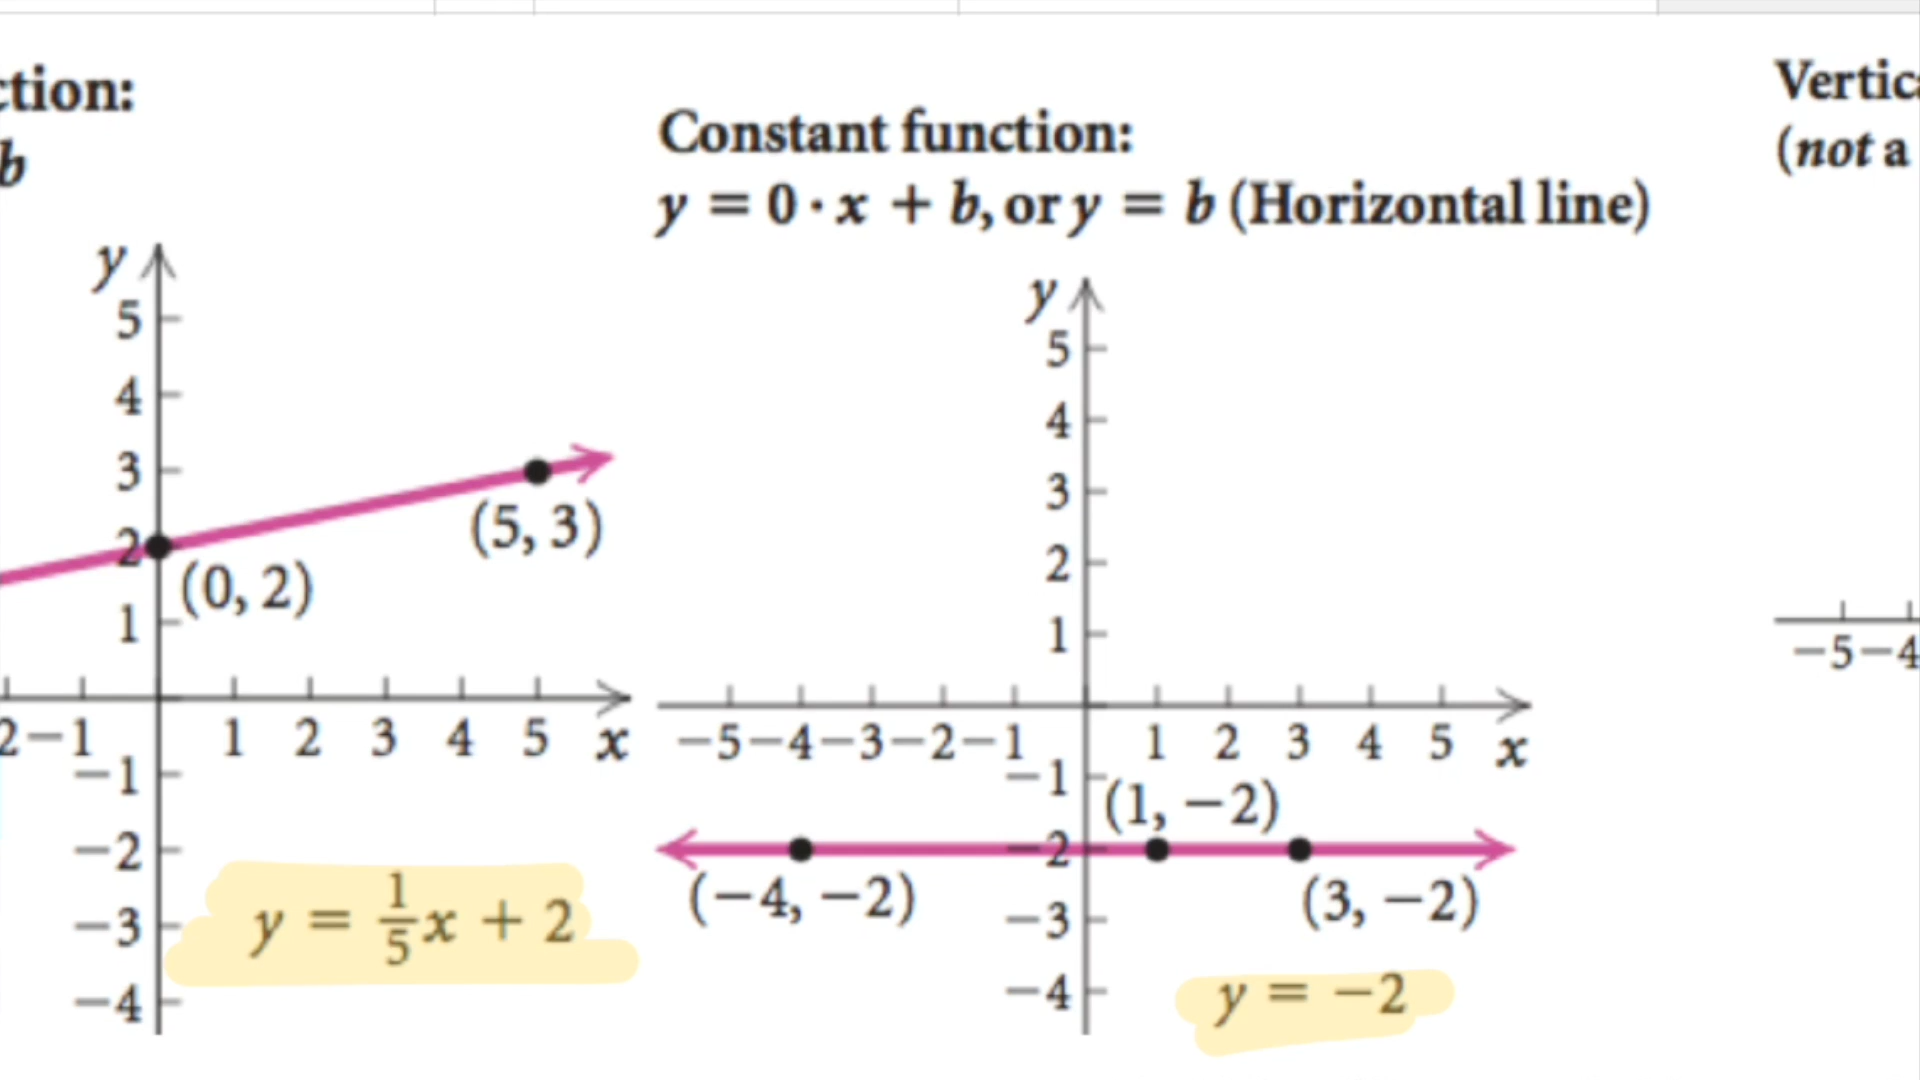 ction:
b
y
5
4
3
2
1
(5, 3)
(0, 2)
2 −1 1 2 3 4 5 x
−1
−2
−3
−4
y = 1/5 x + 2
Constant function:
y = 0 · x + b, or y = b (Horizontal line)
y
5
4
3
2
1
−5 −4 −3 −2 −1 1 2 3 4 5 x
−1
(1, −2)
−2
(−4, −2)
(3, −2)
−3
−4
y = −2
Vertica
(not a
−5 −4